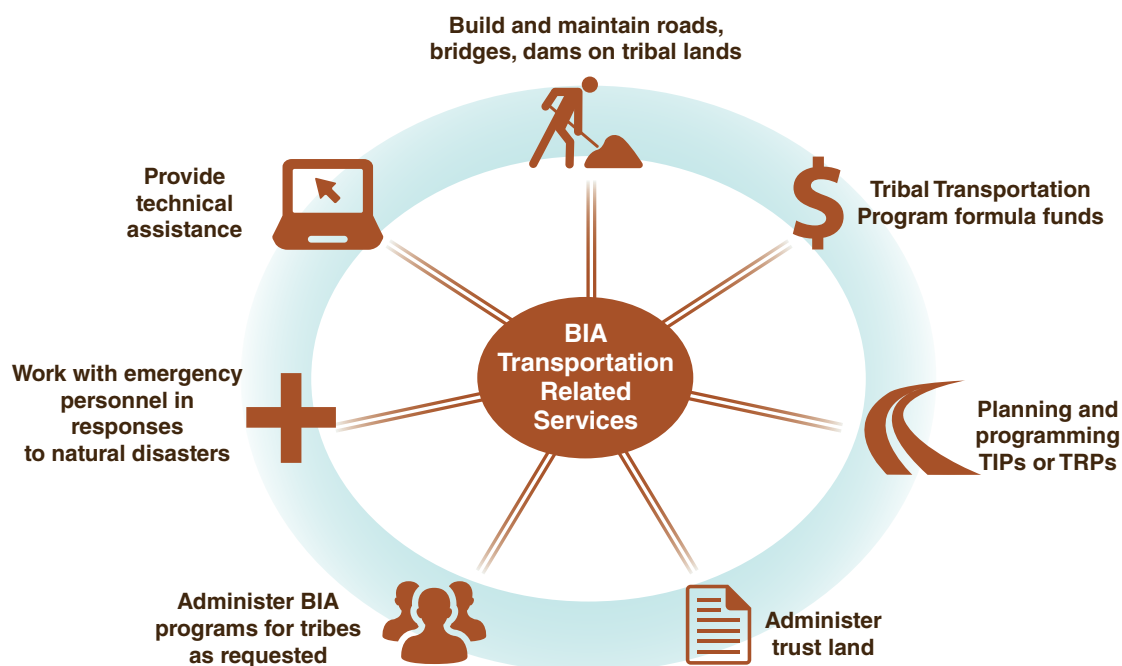 Build and maintain roads,
bridges, dams on tribal lands
Tribal Transportation
Program formula funds
Planning and
programming
TIPs or TRPs
Administer
trust land
Administer BIA
programs for tribes
as requested
Work with emergency
personnel in
responses
to natural disasters
Provide
technical
assistance
BIA
Transportation
Related
Services